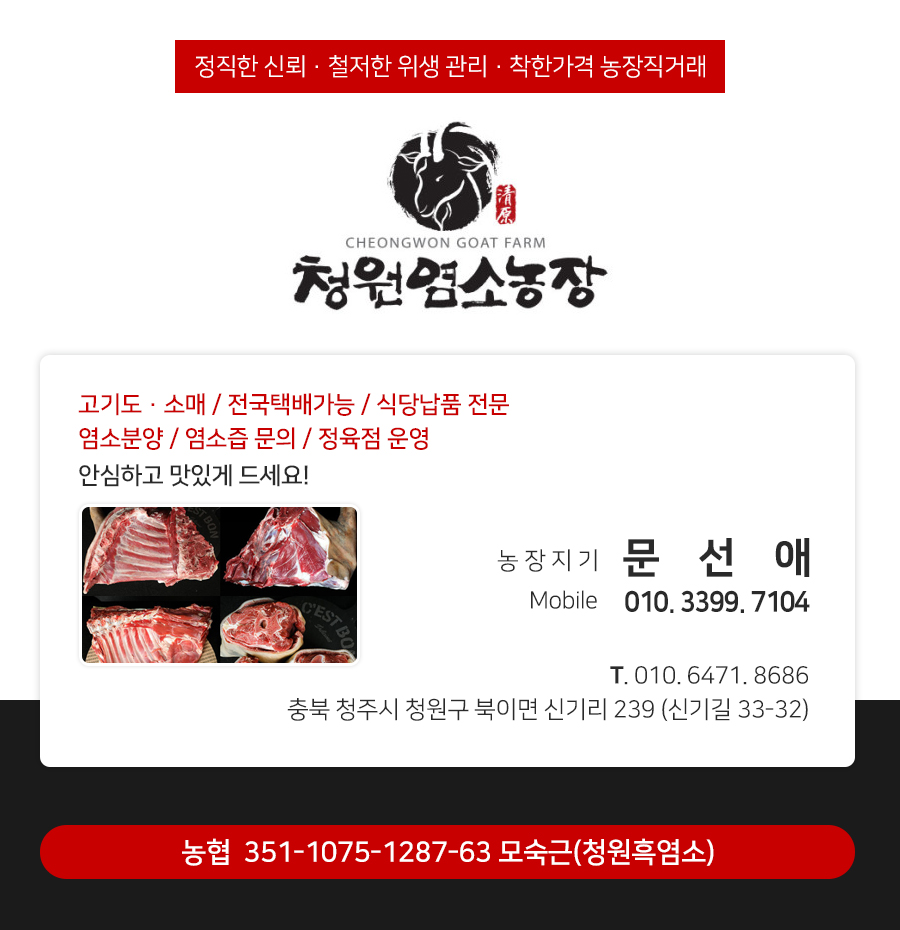 정직한 신뢰 · 철저한 위생 관리 · 착한가격 농장직거래
清原
CHEONGWON GOAT FARM
청원염소농장
고기도 · 소매 / 전국택배가능 / 식당납품 전문
염소분양 / 염소즙 문의 / 정육점 운영
안심하고 맛있게 드세요!
C'EST BON
농장지기 문 선 애
Mobile 010. 3399. 7104
T. 010. 6471. 8686
충북 청주시 청원구 북이면 신기리 239 (신기길 33-32)
농협 351-1075-1287-63 모숙근(청원흑염소)